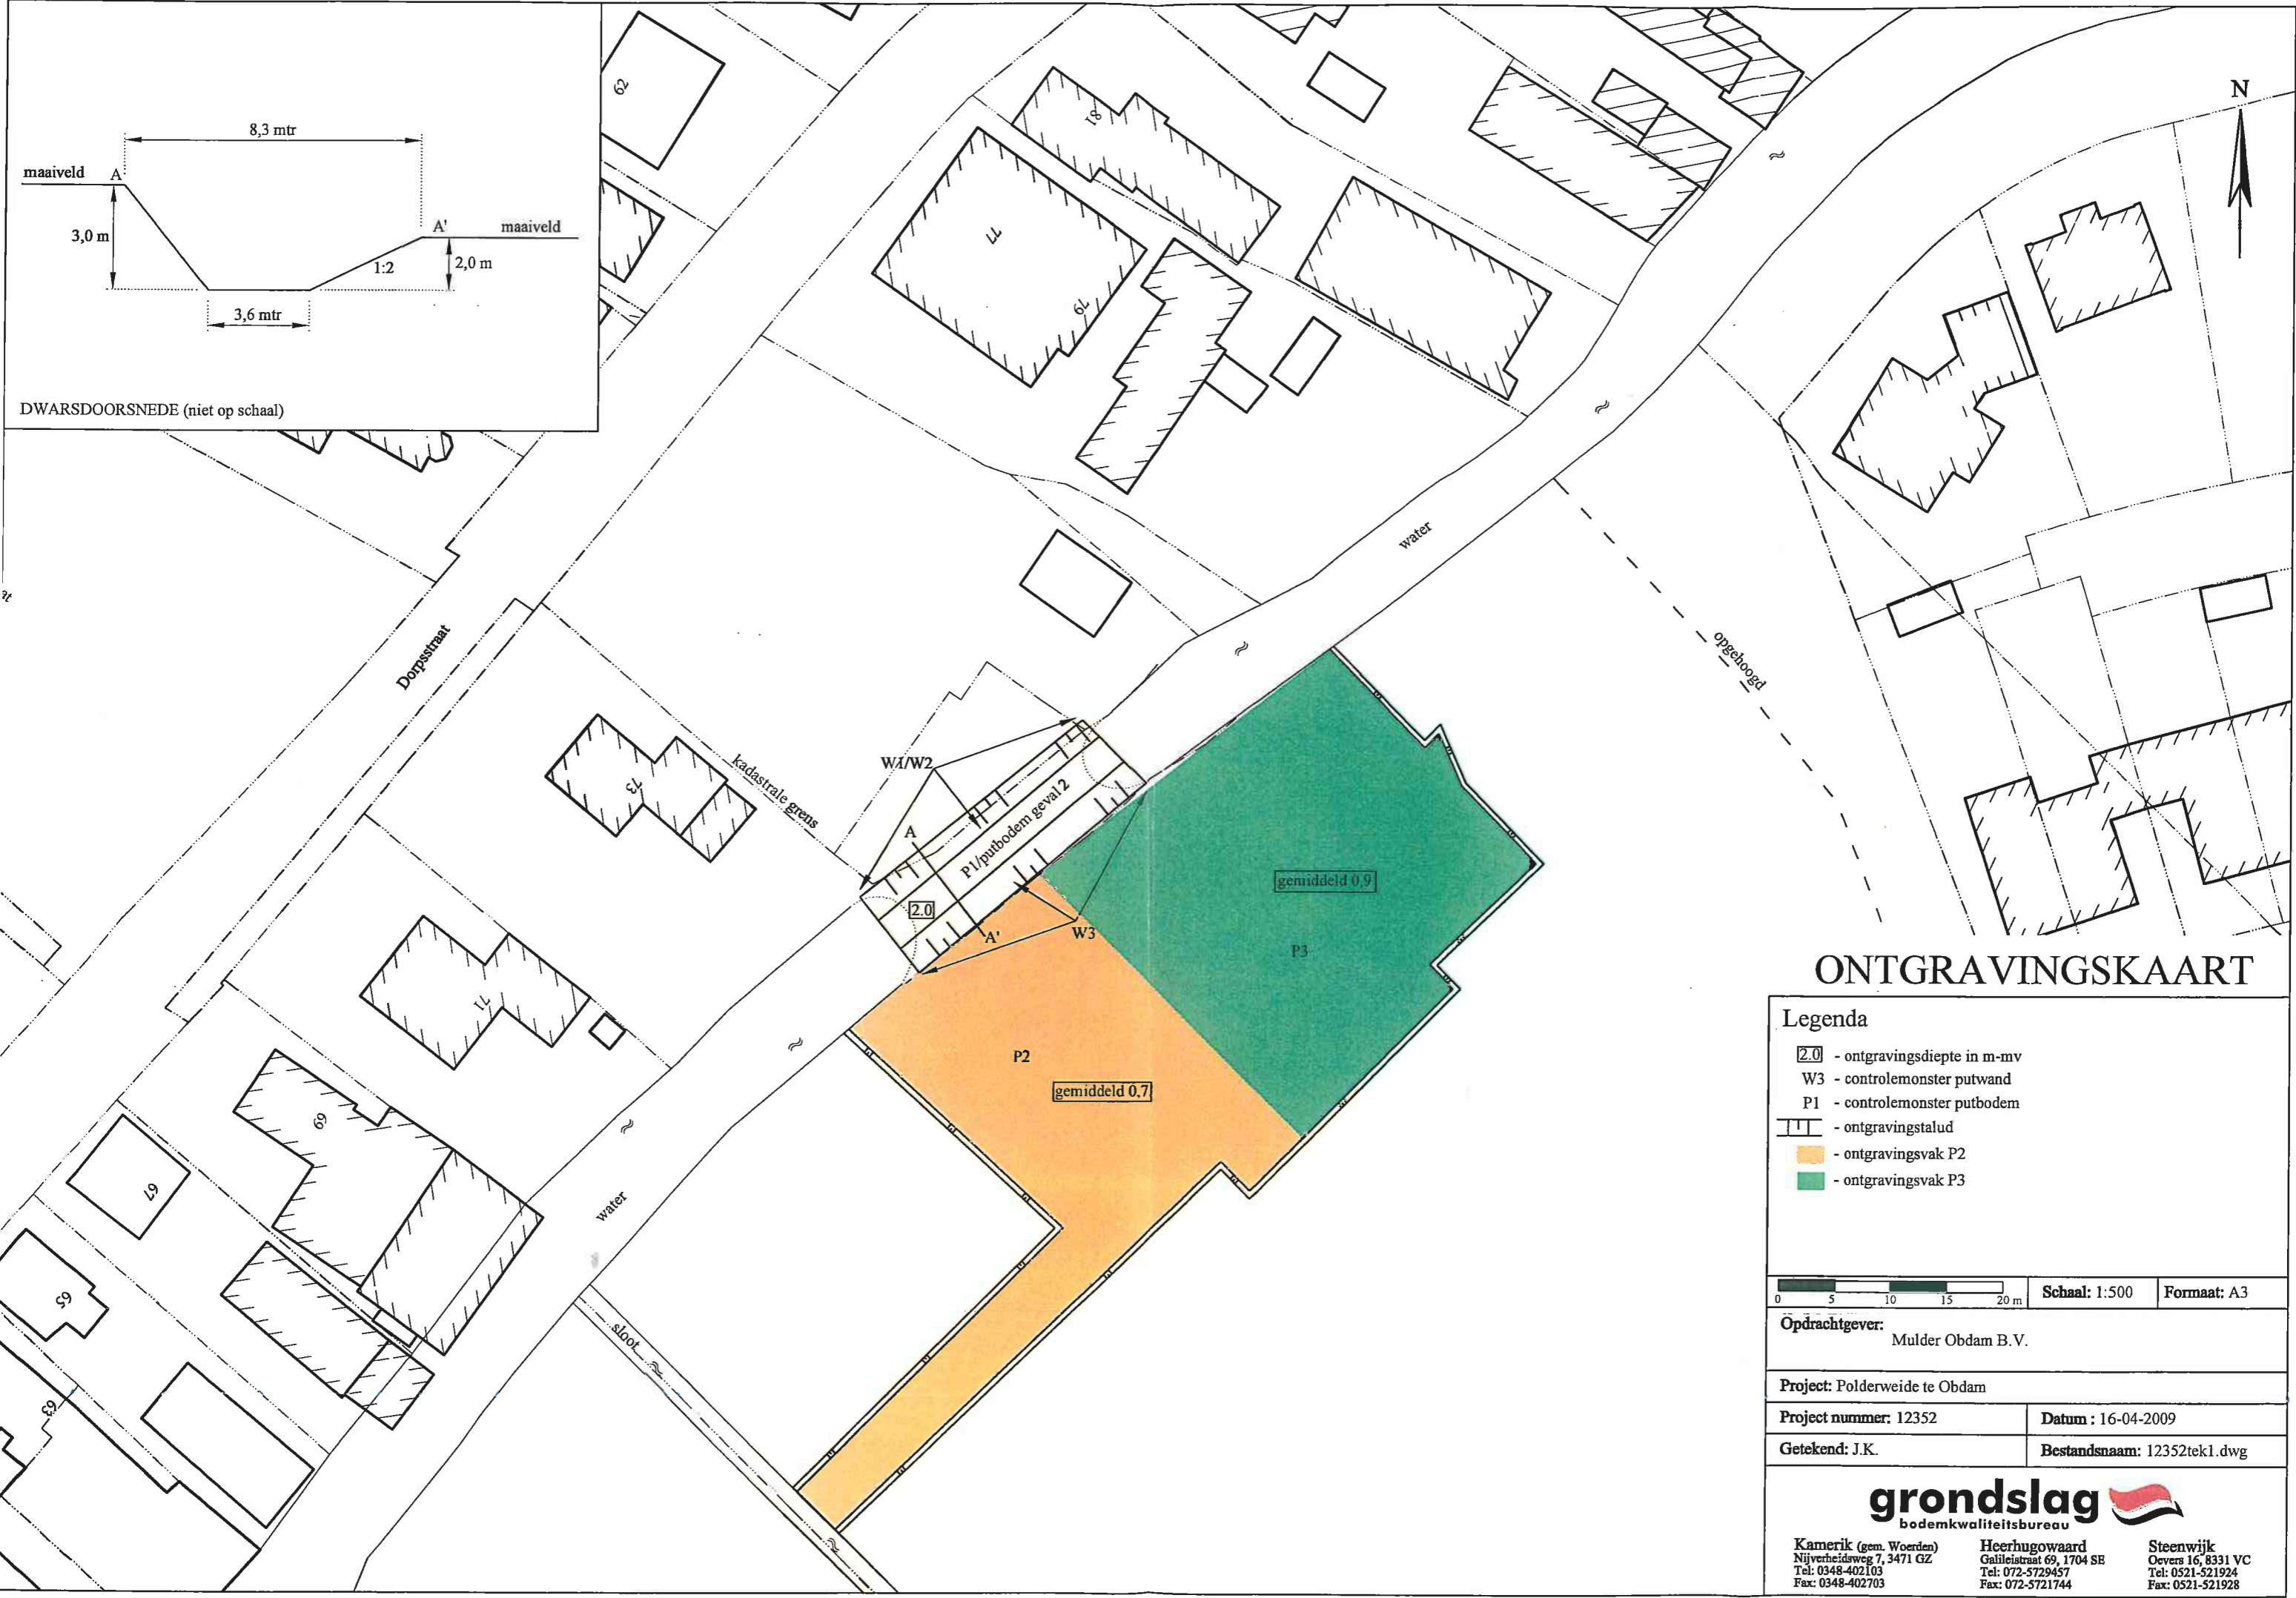 8,3 mtr
maaiveld A
3,0 m
A' maaiveld
1:2
2,0 m
3,6 mtr
DWARSDOORSNEDE (niet op schaal)
62
81
77
79
N
water
Dorpsstraat
opgehoogd
73
kadastrale grens
W1/W2
A
P1/putbodem geval 2
2.0
A'
W3
gemiddeld 0,9
P3
P2
gemiddeld 0,7
71
69
67
65
63
water
sloot
ONTGRAVINGSKAART
Legenda
2.0 - ontgravingsdiepte in m-mv
W3 - controlemonster putwand
P1 - controlemonster putbodem
- ontgravingstalud
- ontgravingsvak P2
- ontgravingsvak P3
0 5 10 15 20 m
Schaal: 1:500
Formaat: A3
Opdrachtgever:
Mulder Obdam B.V.
Project: Polderweide te Obdam
Project nummer: 12352
Datum : 16-04-2009
Getekend: J.K.
Bestandsnaam: 12352tek1.dwg
grondslag
bodemkwaliteitsbureau
Kamerik (gem. Woerden)
Nijverheidsweg 7, 3471 GZ
Tel: 0348-402103
Fax: 0348-402703
Heerhugowaard
Galileistraat 69, 1704 SE
Tel: 072-5729457
Fax: 072-5721744
Steenwijk
Oevers 16, 8331 VC
Tel: 0521-521924
Fax: 0521-521928